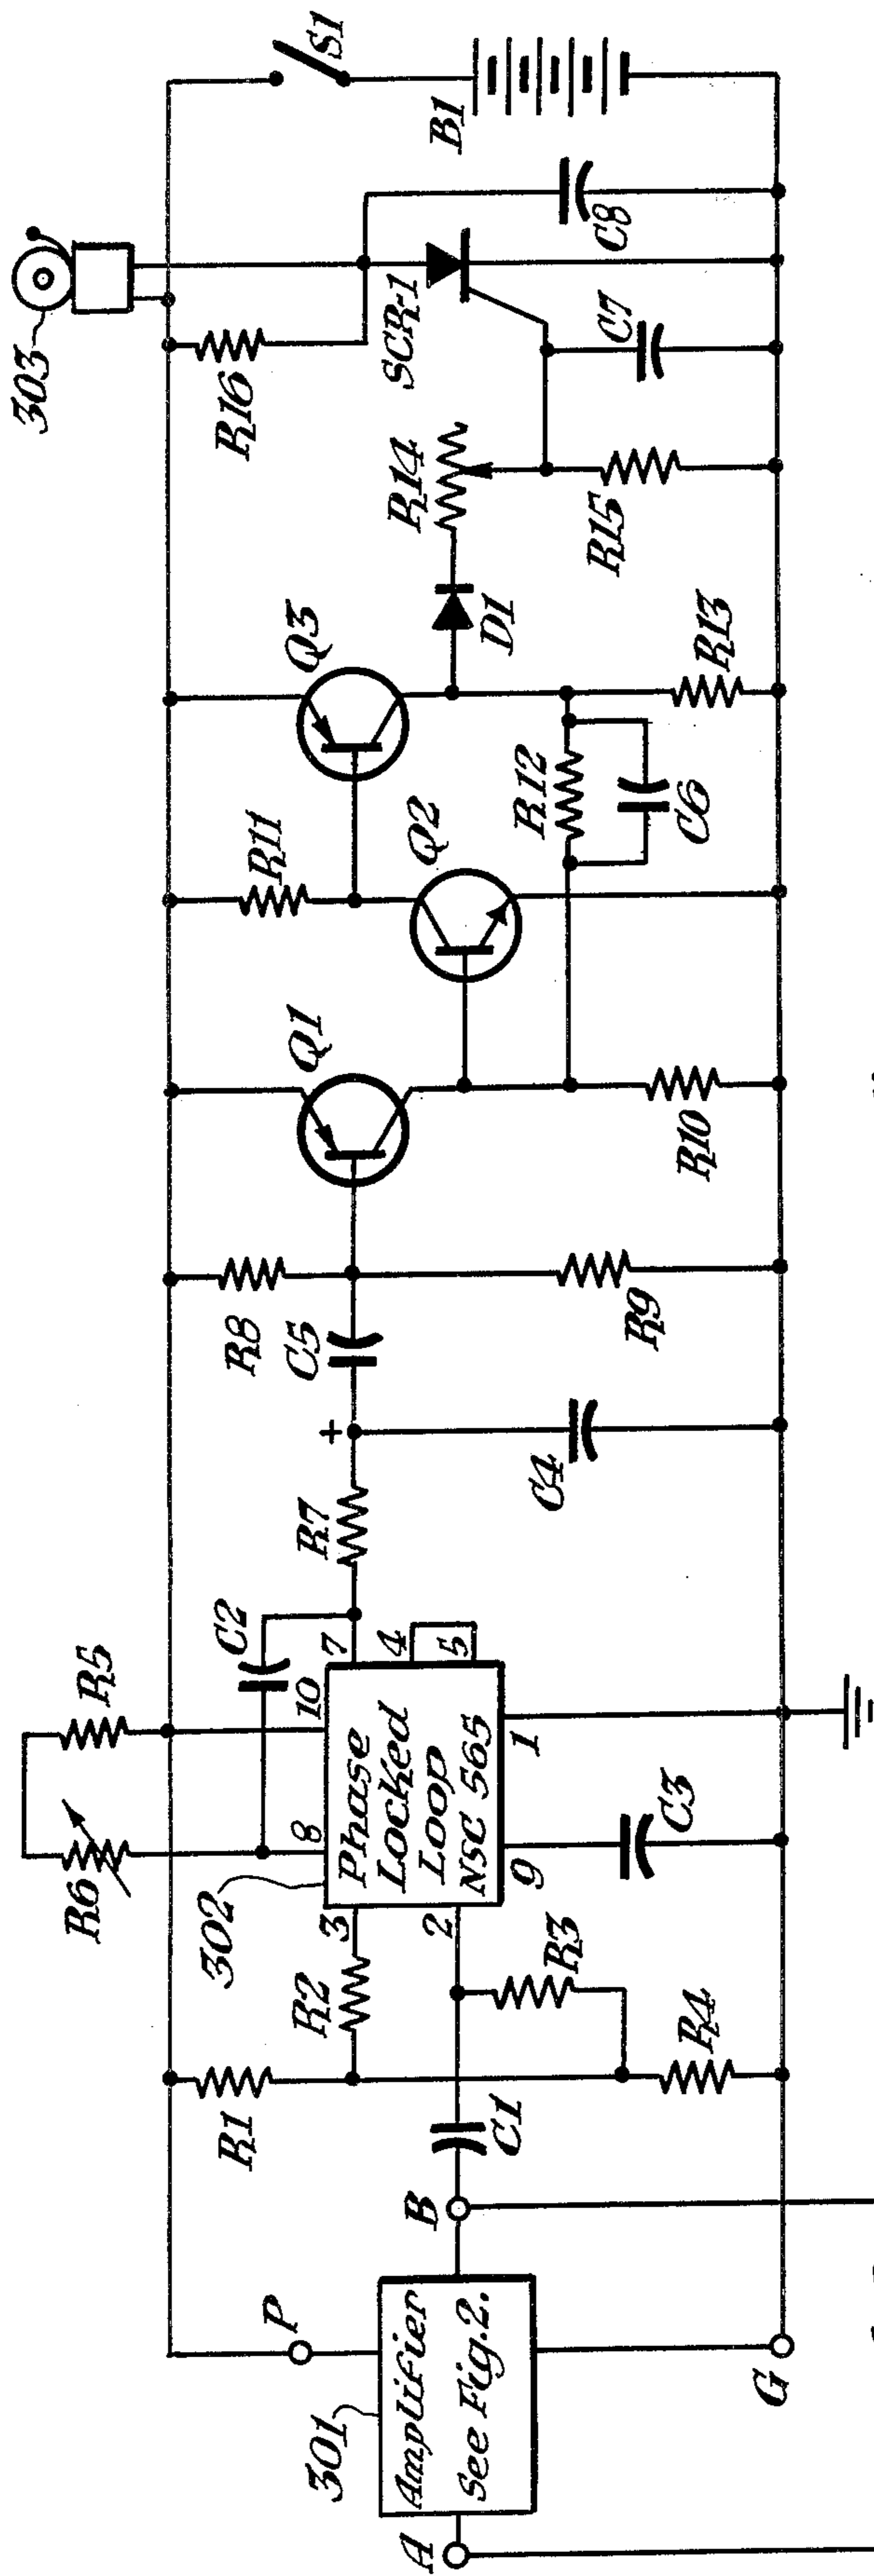 303
S1
R5
R6
R16
B1
C2
R11
Q3
SCR-1
C8
R1
302
8
10
Phase
Locked
Loop
NSC 565
3
2
7
4
5
9
1
R7
+
R8
C5
Q1
Q2
R14
D1
C7
P
R2
301
Amplifier
See Fig.2.
A
B
C1
R3
R4
C3
C4
R9
R10
R12
C6
R13
R15
G